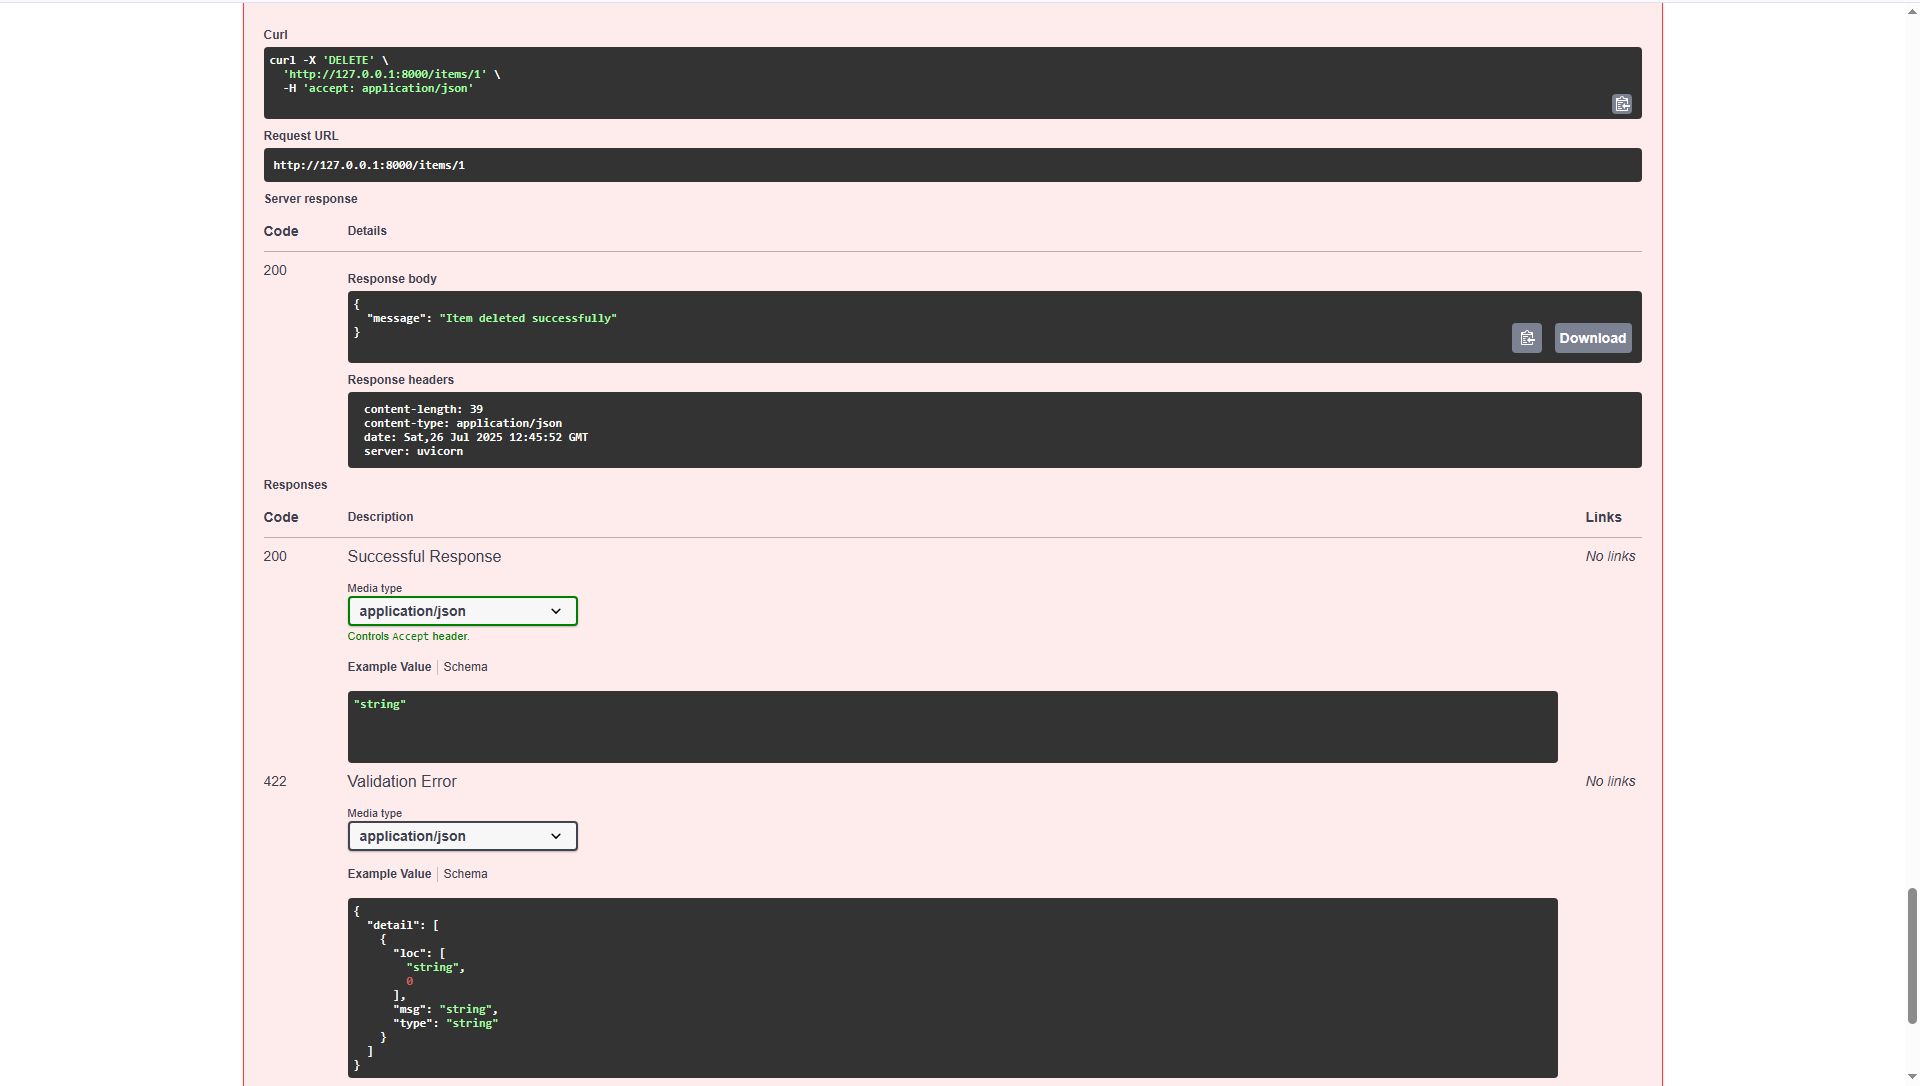 Curl
curl -X 'DELETE' \
  'http://127.0.0.1:8000/items/1' \
  -H 'accept: application/json'
Request URL
http://127.0.0.1:8000/items/1
Server response
Code Details
200
Response body
{
  "message": "Item deleted successfully"
}
Download
Response headers
content-length: 39
content-type: application/json
date: Sat,26 Jul 2025 12:45:52 GMT
server: uvicorn
Responses
Code Description Links
200 Successful Response No links
Media type
application/json
Controls Accept header.
Example Value Schema
"string"
422 Validation Error No links
Media type
application/json
Example Value Schema
{
  "detail": [
    {
      "loc": [
        "string",
        0
      ],
      "msg": "string",
      "type": "string"
    }
  ]
}